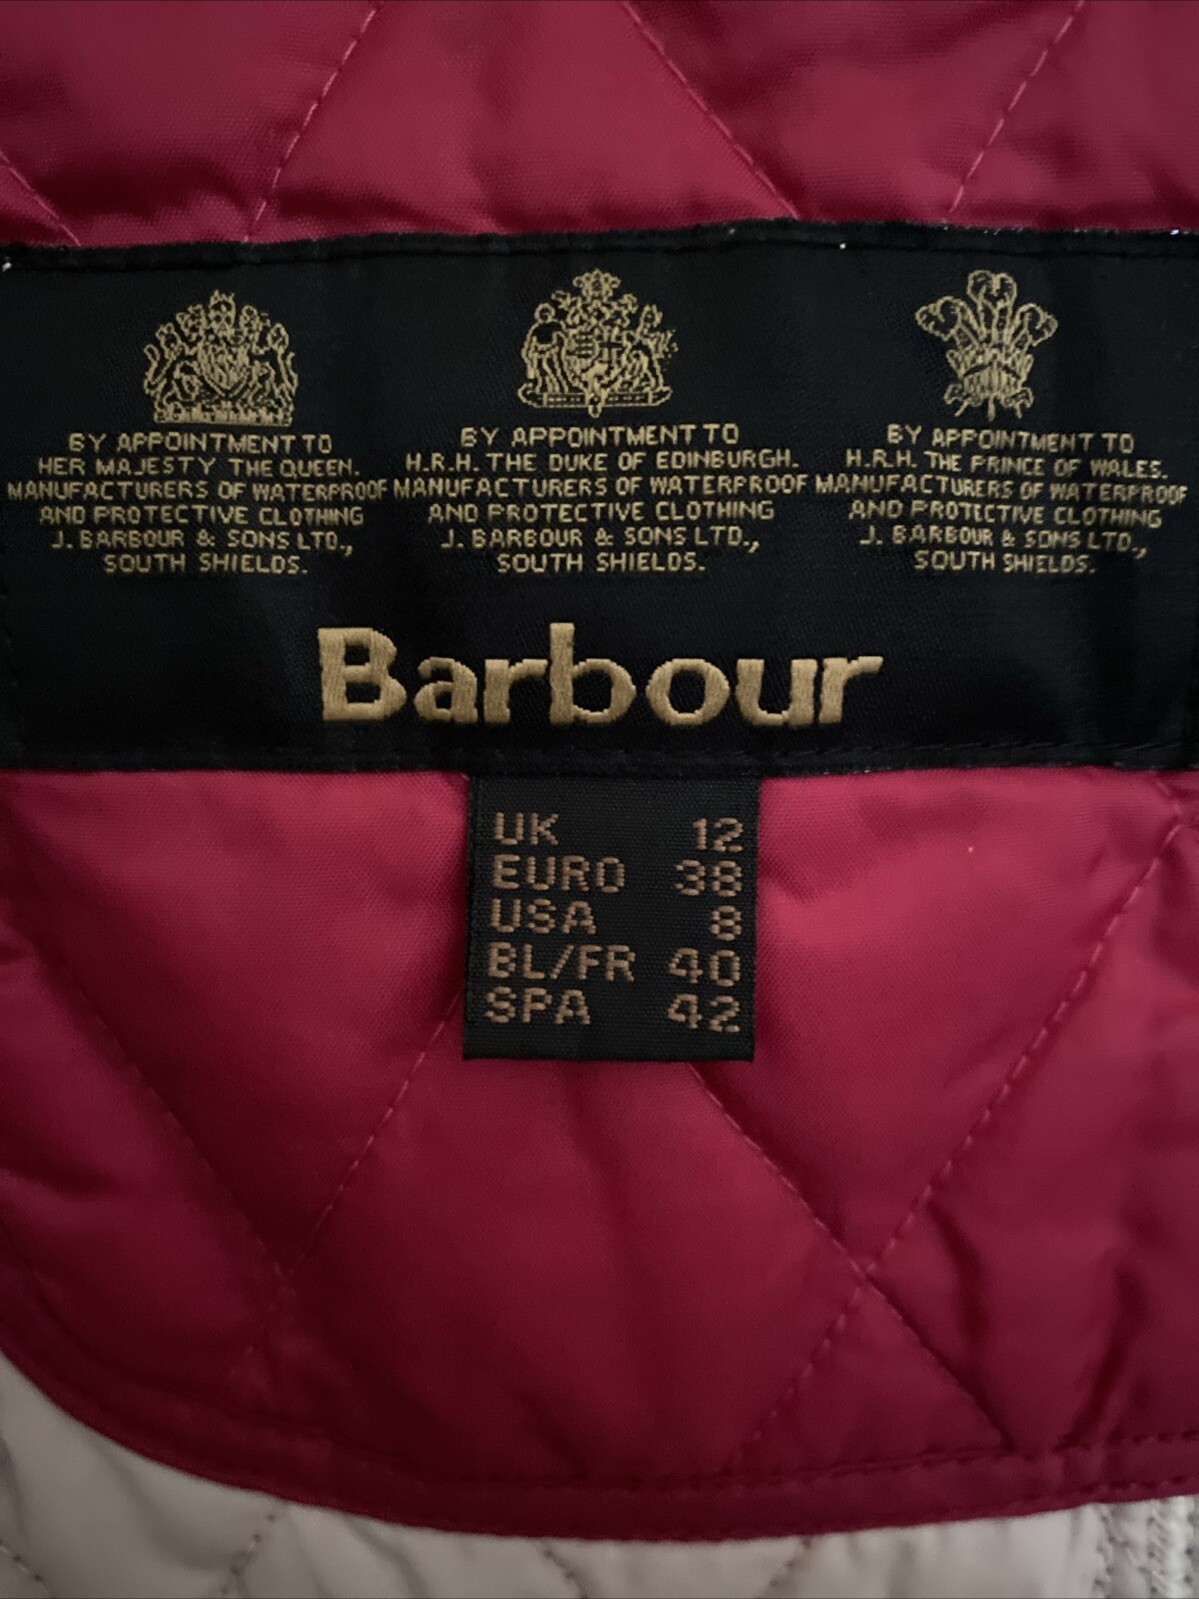 BY APPOINTMENT TO
HER MAJESTY THE QUEEN.
MANUFACTURERS OF WATERPROOF
AND PROTECTIVE CLOTHING
J. BARBOUR & SONS LTD.,
SOUTH SHIELDS.
BY APPOINTMENT TO
H.R.H. THE DUKE OF EDINBURGH.
MANUFACTURERS OF WATERPROOF
AND PROTECTIVE CLOTHING
J. BARBOUR & SONS LTD.,
SOUTH SHIELDS.
BY APPOINTMENT TO
H.R.H. THE PRINCE OF WALES.
MANUFACTURERS OF WATERPROOF
AND PROTECTIVE CLOTHING
J. BARBOUR & SONS LTD.,
SOUTH SHIELDS.
Barbour
UK 12
EURO 38
USA 8
BL/FR 40
SPA 42